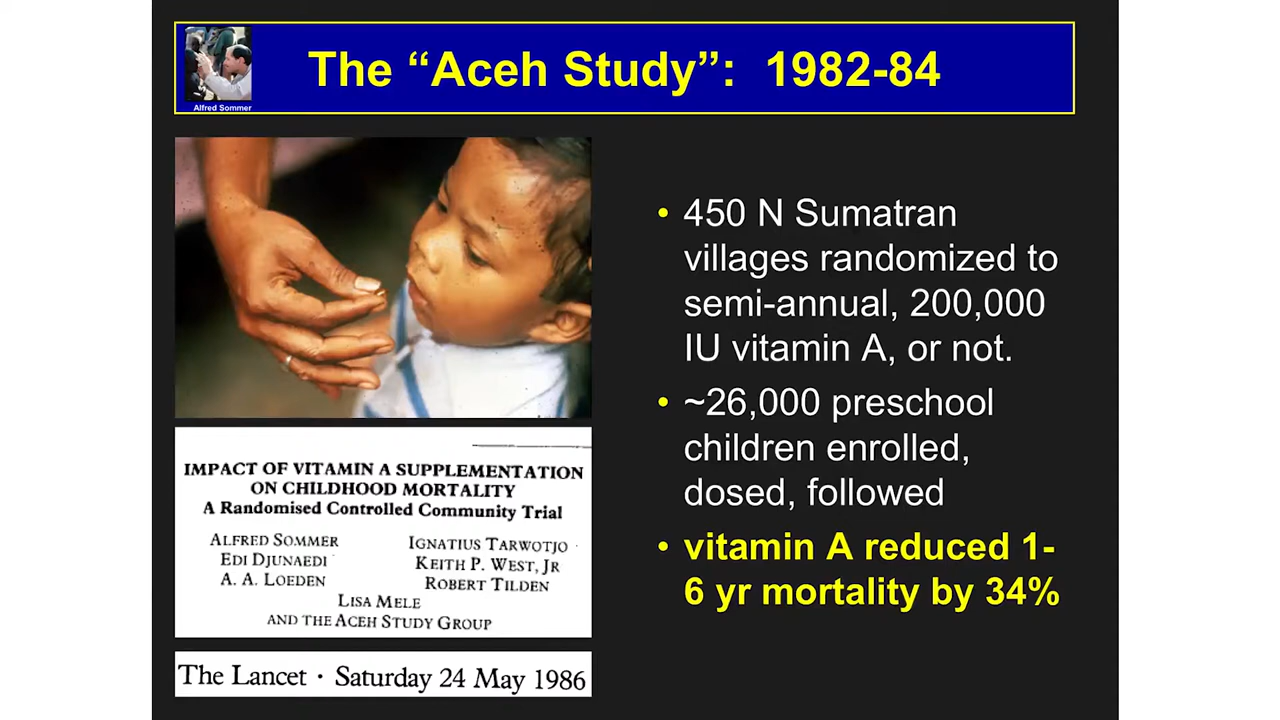 The “Aceh Study”: 1982-84
Alfred Sommer
• 450 N Sumatran
villages randomized to
semi-annual, 200,000
IU vitamin A, or not.
• ~26,000 preschool
children enrolled,
dosed, followed
• vitamin A reduced 1-
6 yr mortality by 34%
IMPACT OF VITAMIN A SUPPLEMENTATION
ON CHILDHOOD MORTALITY
A Randomised Controlled Community Trial
ALFRED SOMMER IGNATIUS TARWOTJO
EDI DJUNAEDI KEITH P. WEST, JR
A. A. LOEDEN ROBERT TILDEN
LISA MELE
AND THE ACEH STUDY GROUP
The Lancet · Saturday 24 May 1986